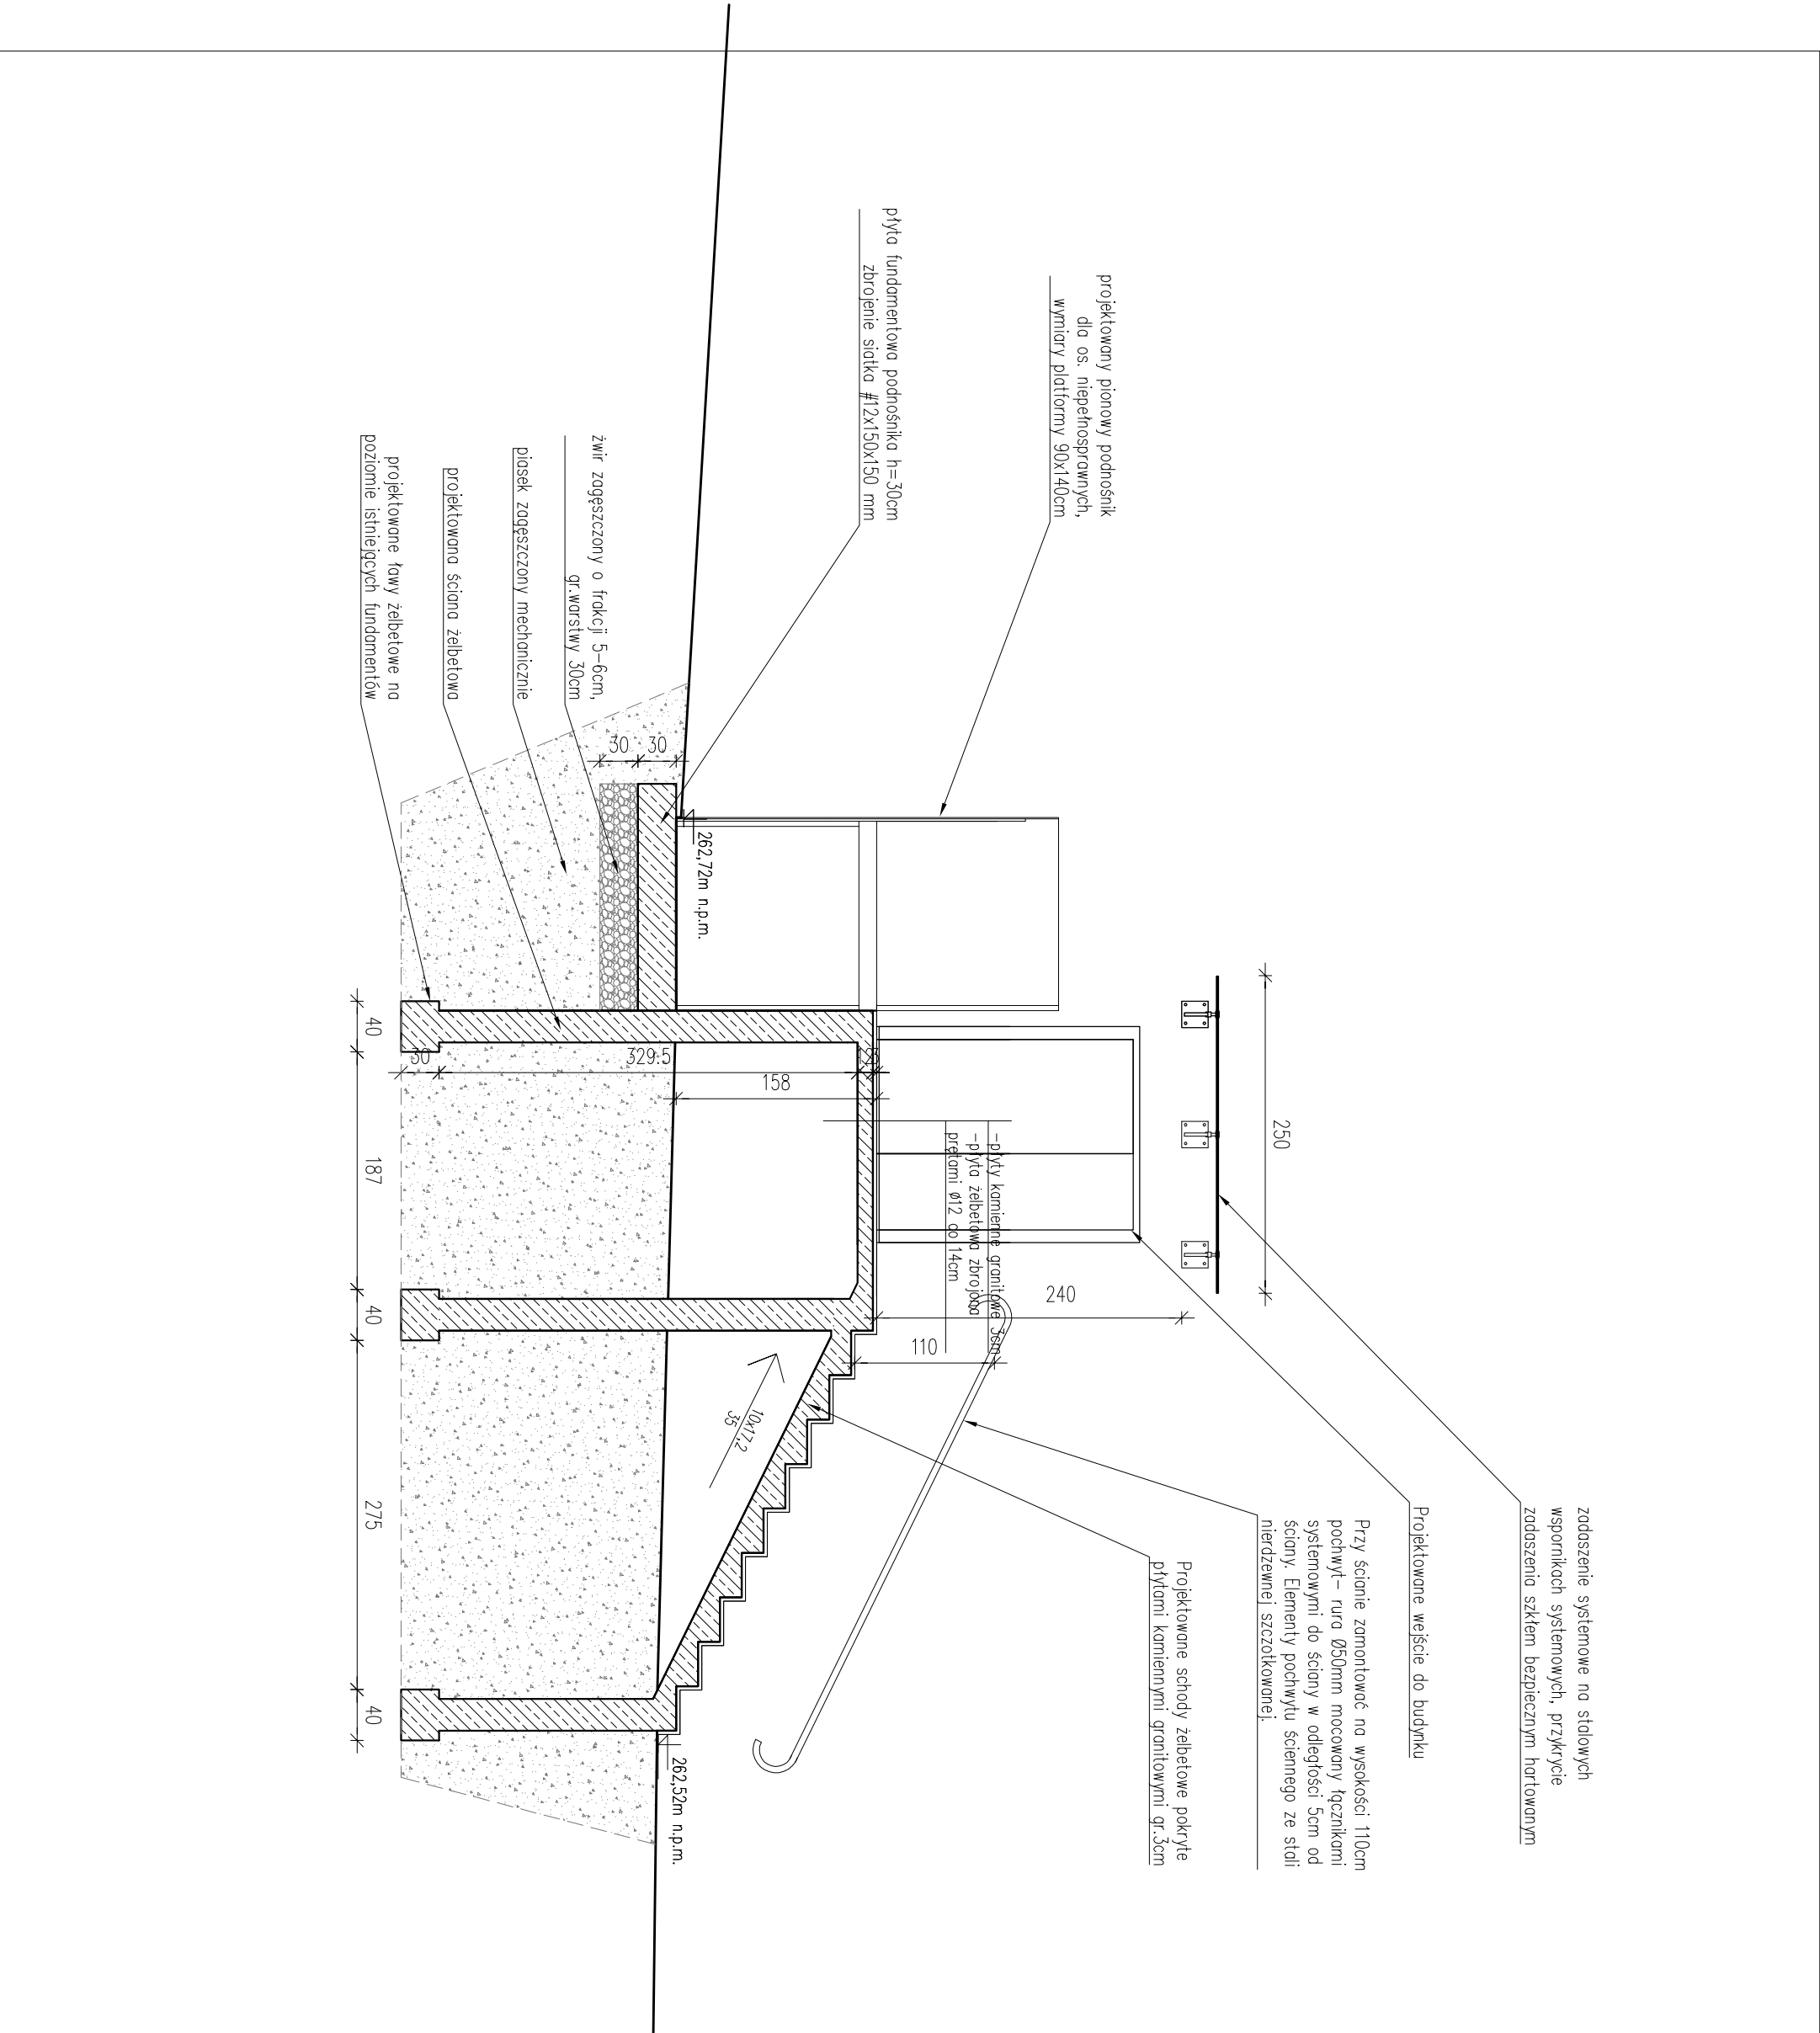 zadaszenie systemowe na stalowych
wspornikach systemowych, przykrycie
zadaszenia szkłem bezpiecznym hartowanym
Projektowane wejście do budynku
Przy ścianie zamontować na wysokości 110cm
pochwyt- rura Ø50mm mocowany łącznikami
systemowymi do ściany w odległości 5cm od
ściany. Elementy pochwytu ściennego ze stali
nierdzewnej szczotkowanej.
Projektowane schody żelbetowe pokryte
płytami kamiennymi granitowymi gr.3cm
250
240
110
projektowany pionowy podnośnik
dla os. niepełnosprawnych,
wymiary platformy 90x140cm
-płyty kamienne granitowe 3cm
-płyta żelbetowa zbrojona
prętami ø12 co 14cm
płyta fundamentowa podnośnika h=30cm
zbrojenie siatka #12x150x150 mm
158
10x17,2
35
262,72m n.p.m.
262,52m n.p.m.
30
30
329.5
30
żwir zagęszczony o frakcji 5-6cm,
gr.warstwy 30cm
piasek zagęszczony mechanicznie
projektowana ściana żelbetowa
projektowane ławy żelbetowe na
poziomie istniejących fundamentów
40
187
40
275
40